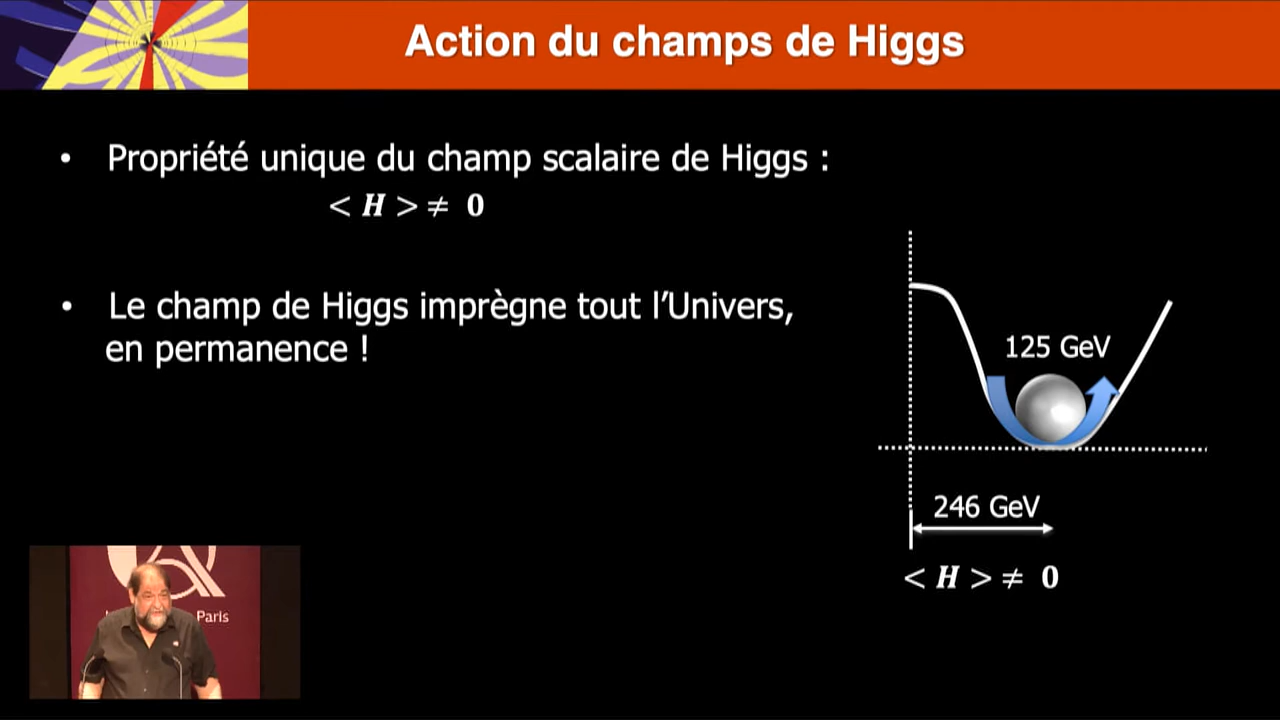 Action du champs de Higgs
• Propriété unique du champ scalaire de Higgs :
< H > ≠ 0
• Le champ de Higgs imprègne tout l’Univers,
en permanence !
125 GeV
246 GeV
< H > ≠ 0
Paris